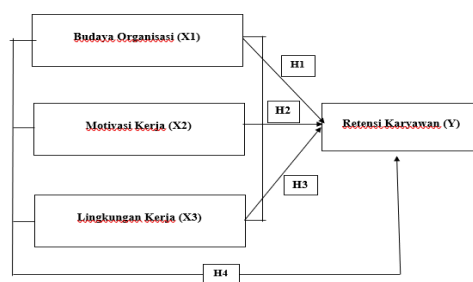 Budaya Organisasi (X1)
H1
H2
Motivasi Kerja (X2)
Retensi Karyawan (Y)
H3
Lingkungan Kerja (X3)
H4